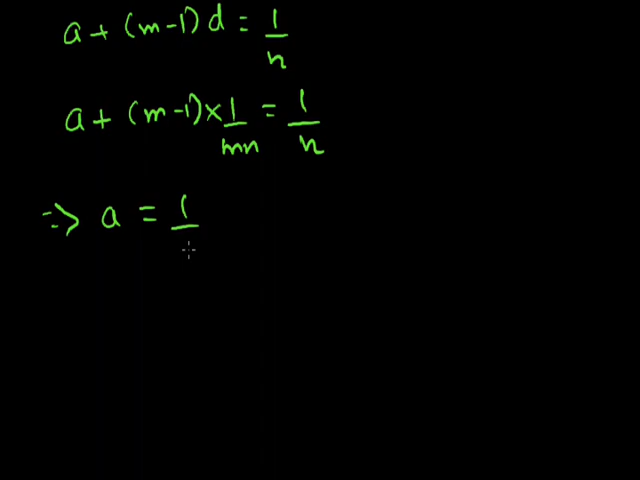 a + (m-1) d = 1/n
a + (m-1) × 1/mn = 1/n
⇒ a = 1/